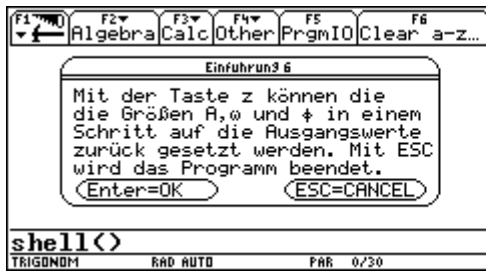 F1 F2 F3 F4 F5 F6
Algebra Calc Other PrgmIO Clear a-z…
Einführung 6
Mit der Taste z können die
die Größen A,ω und ϕ in einem
Schritt auf die Ausgangswerte
zurück gesetzt werden. Mit ESC
wird das Programm beendet.
Enter=OK ESC=CANCEL
shell()
TRIGONOM RAD AUTO PAR 0/30